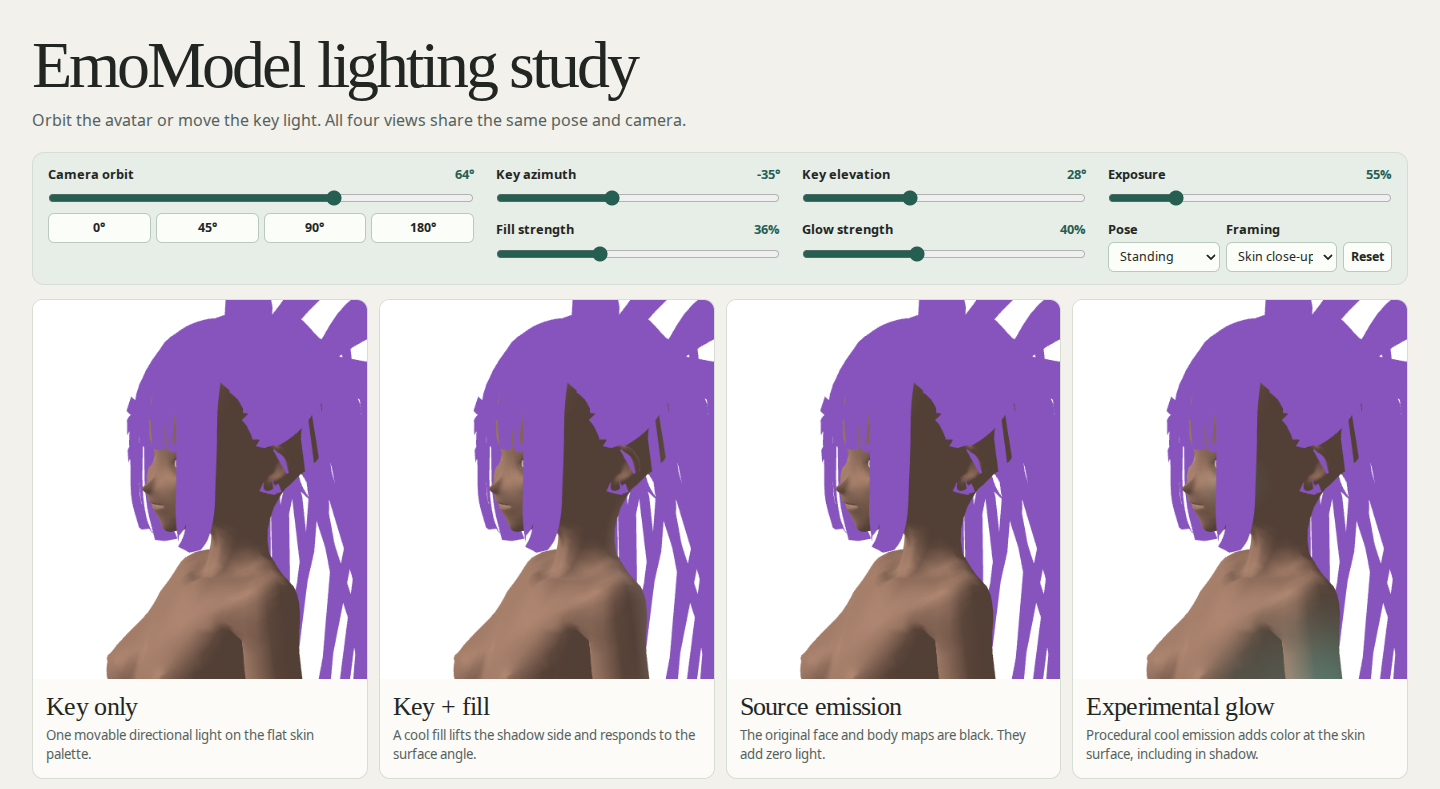 EmoModel lighting study
Orbit the avatar or move the key light. All four views share the same pose and camera.
Camera orbit 64°
0° 45° 90° 180°
Key azimuth -35°
Fill strength 36%
Key elevation 28°
Glow strength 40%
Exposure 55%
Pose Framing
Standing Skin close-up Reset
Key only
One movable directional light on the flat skin
palette.
Key + fill
A cool fill lifts the shadow side and responds to the
surface angle.
Source emission
The original face and body maps are black. They
add zero light.
Experimental glow
Procedural cool emission adds color at the skin
surface, including in shadow.